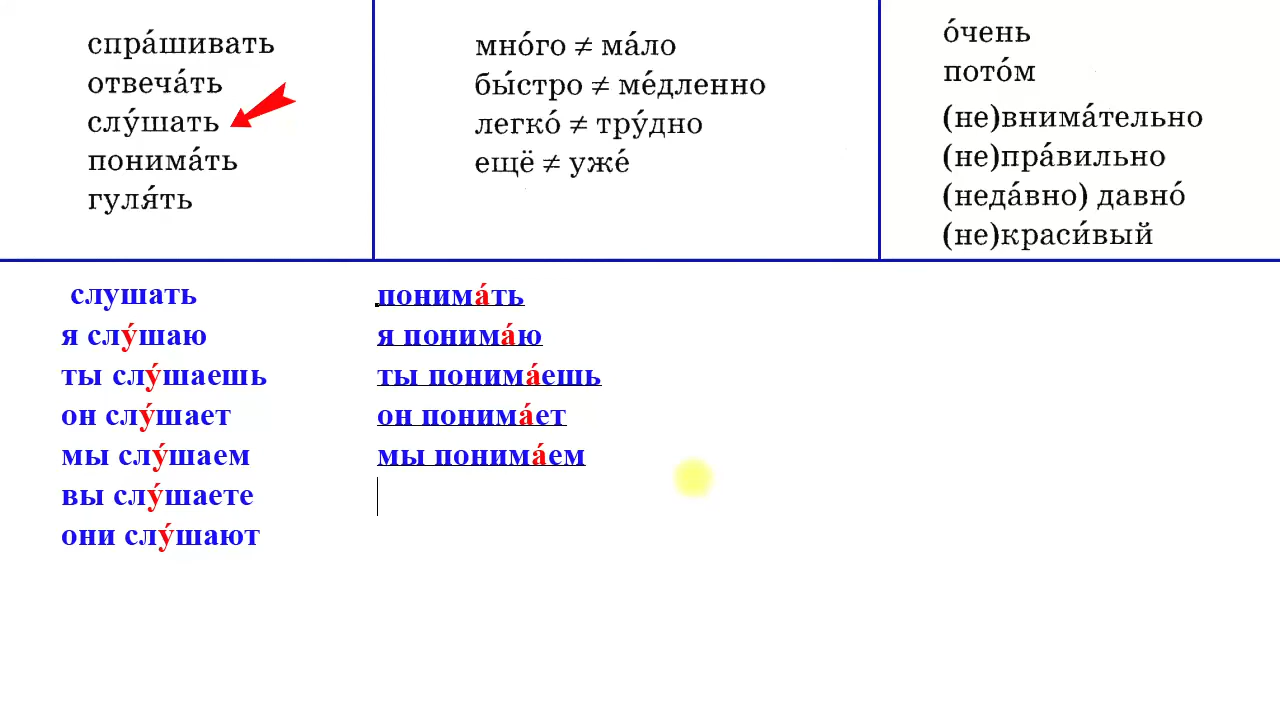 спра́шивать
отвеча́ть
слу́шать
понима́ть
гуля́ть
мно́го ≠ ма́ло
бы́стро ≠ ме́дленно
легко́ ≠ тру́дно
ещё ≠ уже́
о́чень
пото́м
(не)внима́тельно
(не)пра́вильно
(неда́вно) давно́
(не)краси́вый
слушать
я слу́шаю
ты слу́шаешь
он слу́шает
мы слу́шаем
вы слу́шаете
они слу́шают
понима́ть
я понима́ю
ты понима́ешь
он понима́ет
мы понима́ем